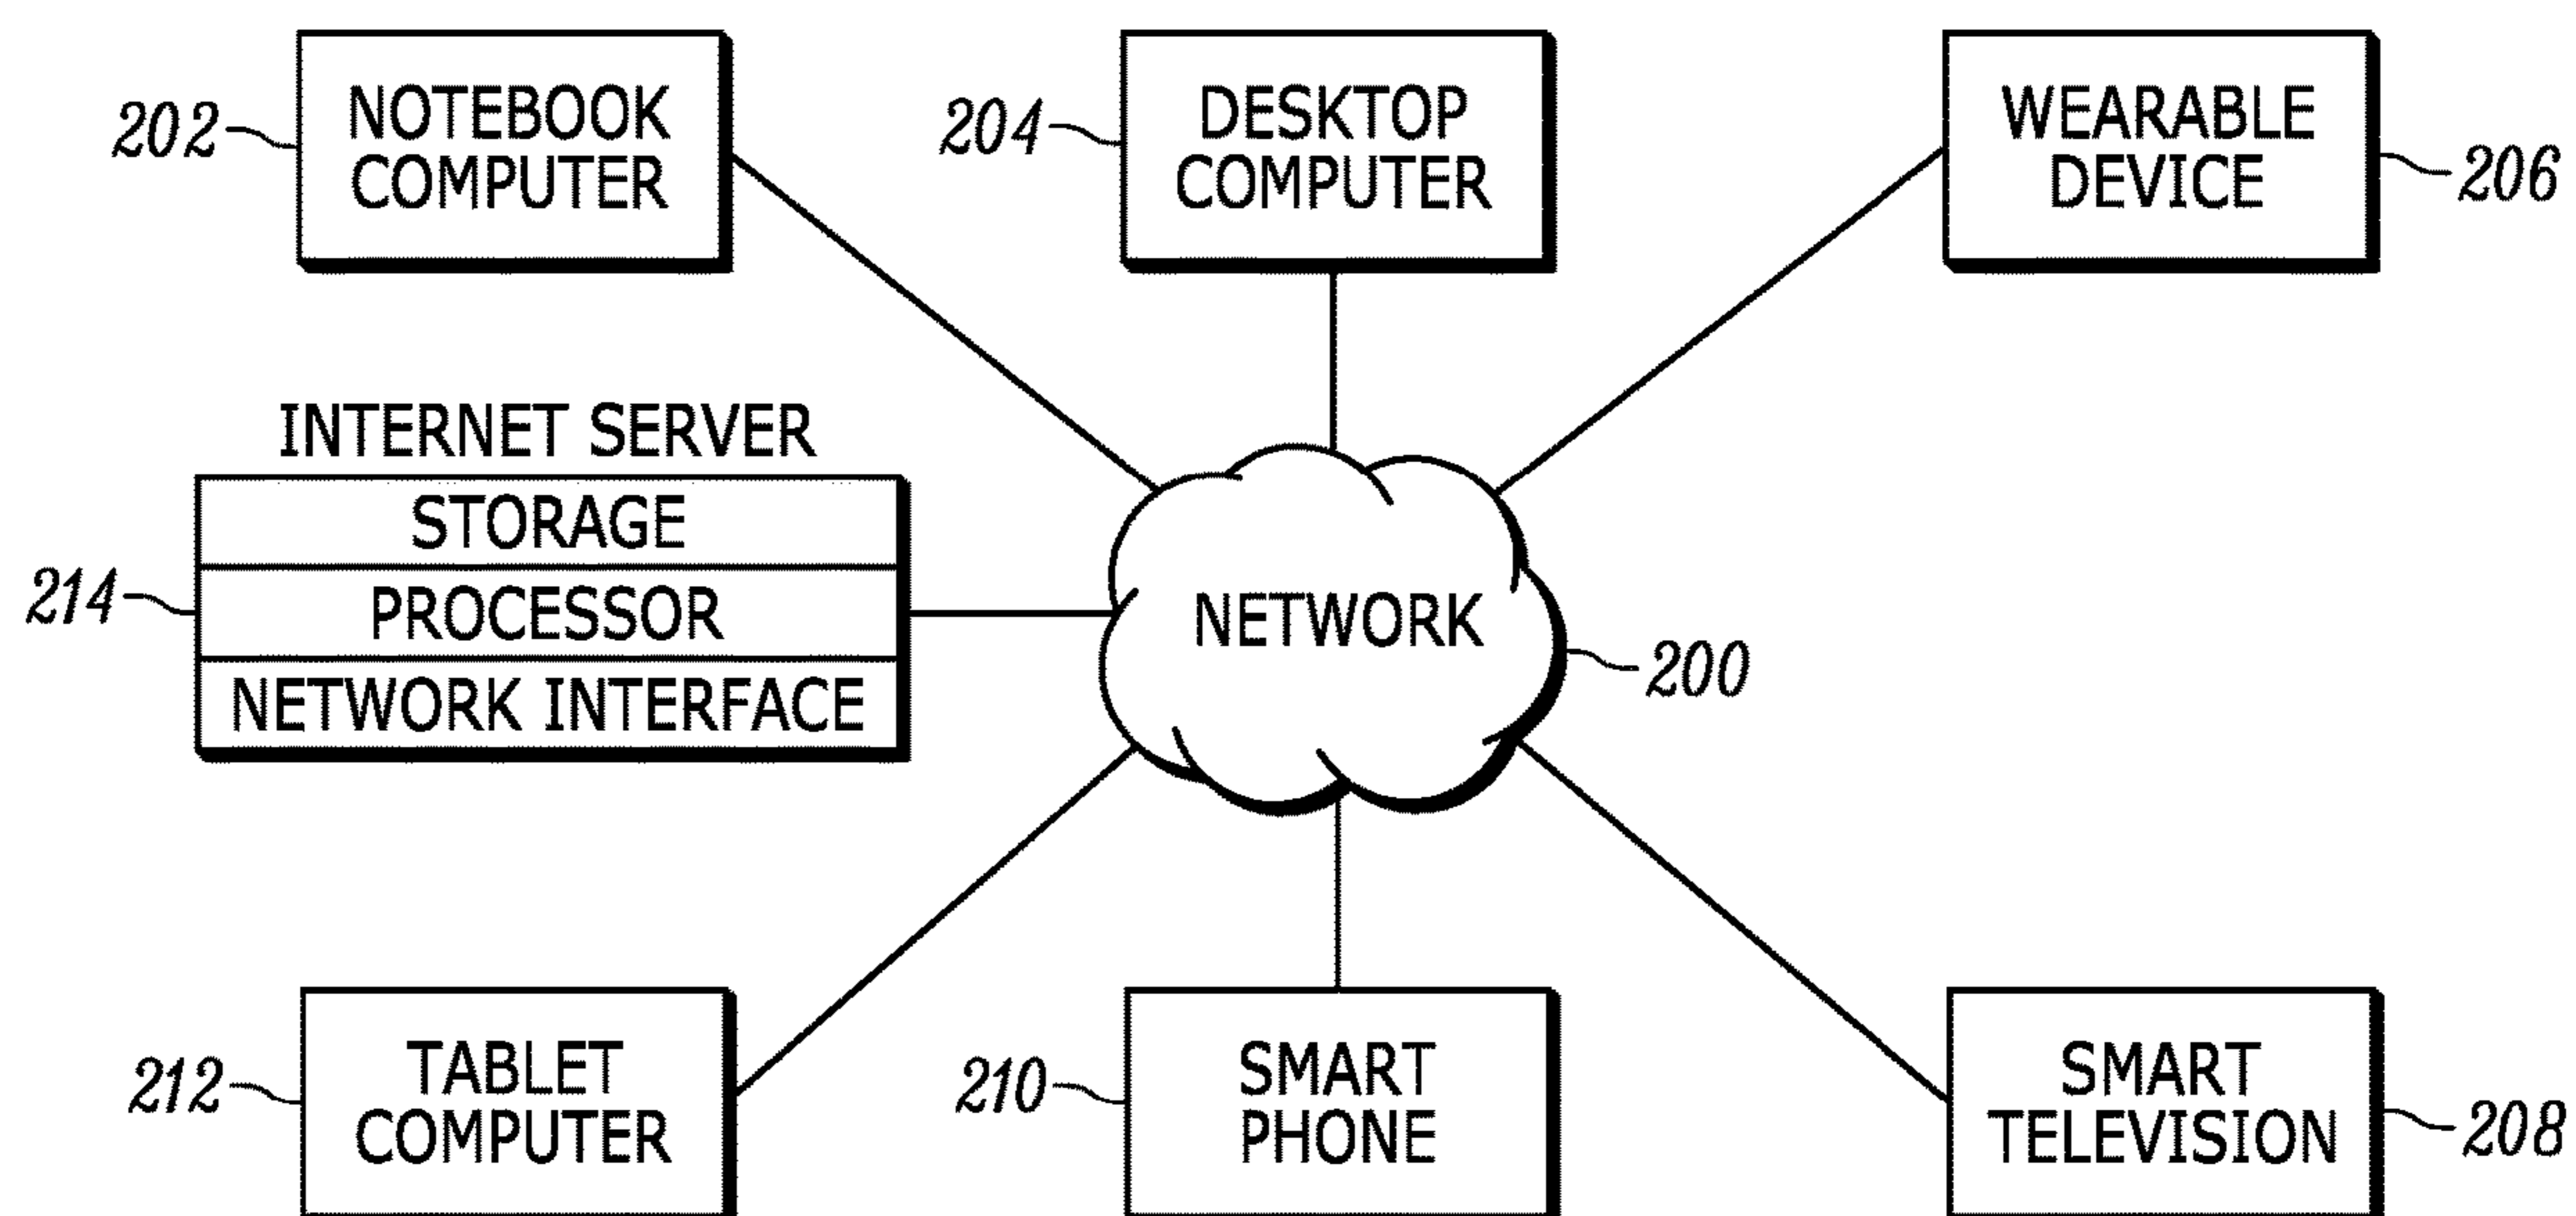 202
NOTEBOOK
COMPUTER
204
DESKTOP
COMPUTER
WEARABLE
DEVICE
206
INTERNET SERVER
214
STORAGE
PROCESSOR
NETWORK INTERFACE
NETWORK
200
212
TABLET
COMPUTER
210
SMART
PHONE
SMART
TELEVISION
208